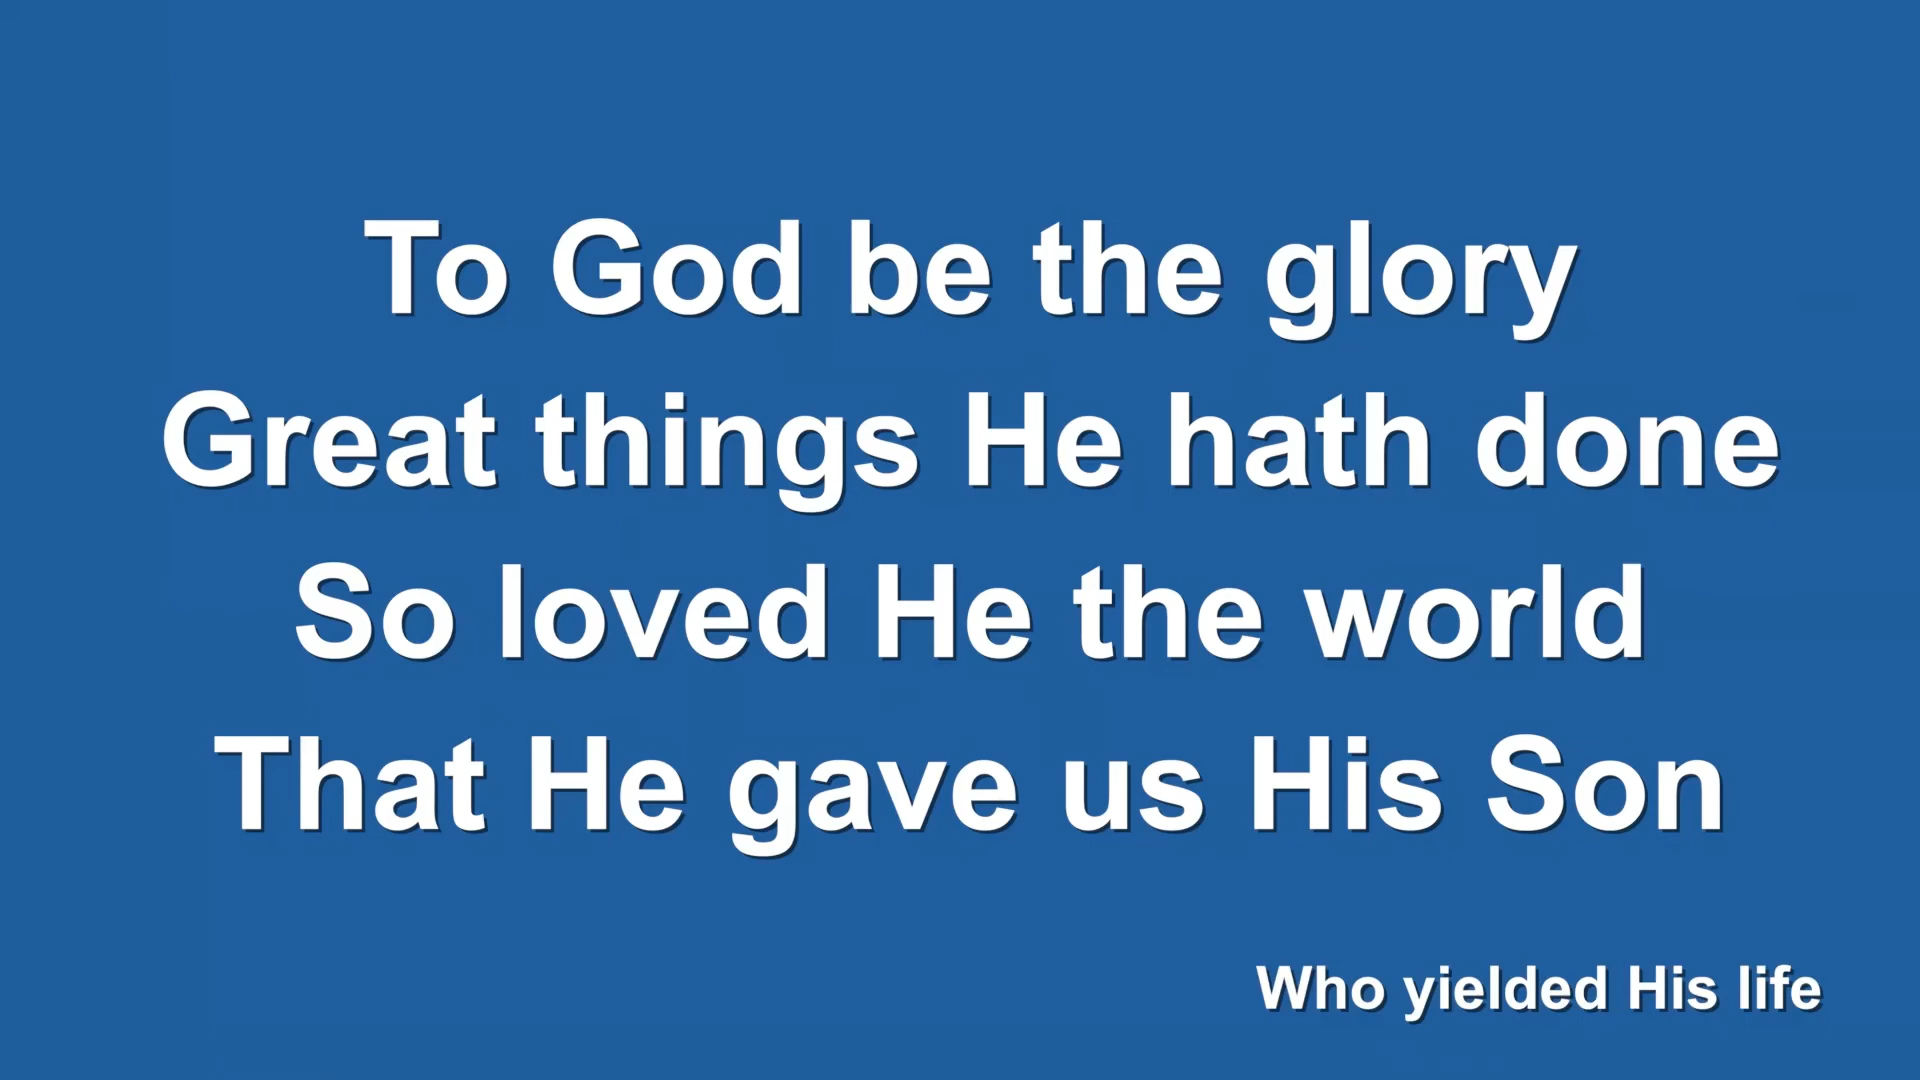 To God be the glory
Great things He hath done
So loved He the world
That He gave us His Son
Who yielded His life